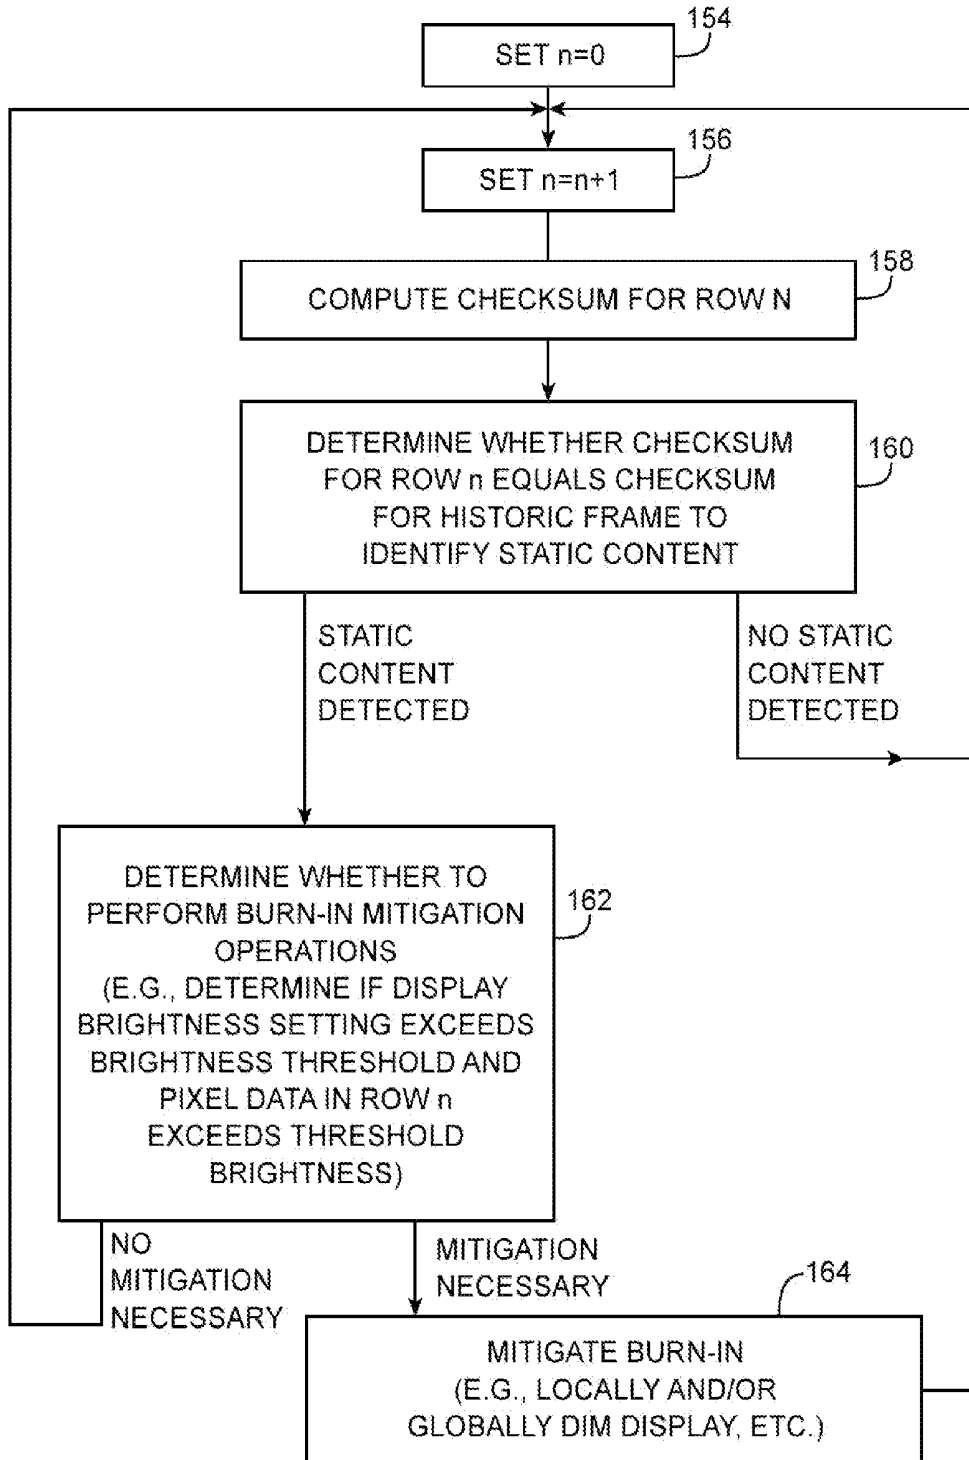 154
SET n=0
156
SET n=n+1
158
COMPUTE CHECKSUM FOR ROW N
160
DETERMINE WHETHER CHECKSUM
FOR ROW n EQUALS CHECKSUM
FOR HISTORIC FRAME TO
IDENTIFY STATIC CONTENT
STATIC
CONTENT
DETECTED
NO STATIC
CONTENT
DETECTED
162
DETERMINE WHETHER TO
PERFORM BURN-IN MITIGATION
OPERATIONS
(E.G., DETERMINE IF DISPLAY
BRIGHTNESS SETTING EXCEEDS
BRIGHTNESS THRESHOLD AND
PIXEL DATA IN ROW n
EXCEEDS THRESHOLD
BRIGHTNESS)
NO
MITIGATION
NECESSARY
MITIGATION
NECESSARY
164
MITIGATE BURN-IN
(E.G., LOCALLY AND/OR
GLOBALLY DIM DISPLAY, ETC.)